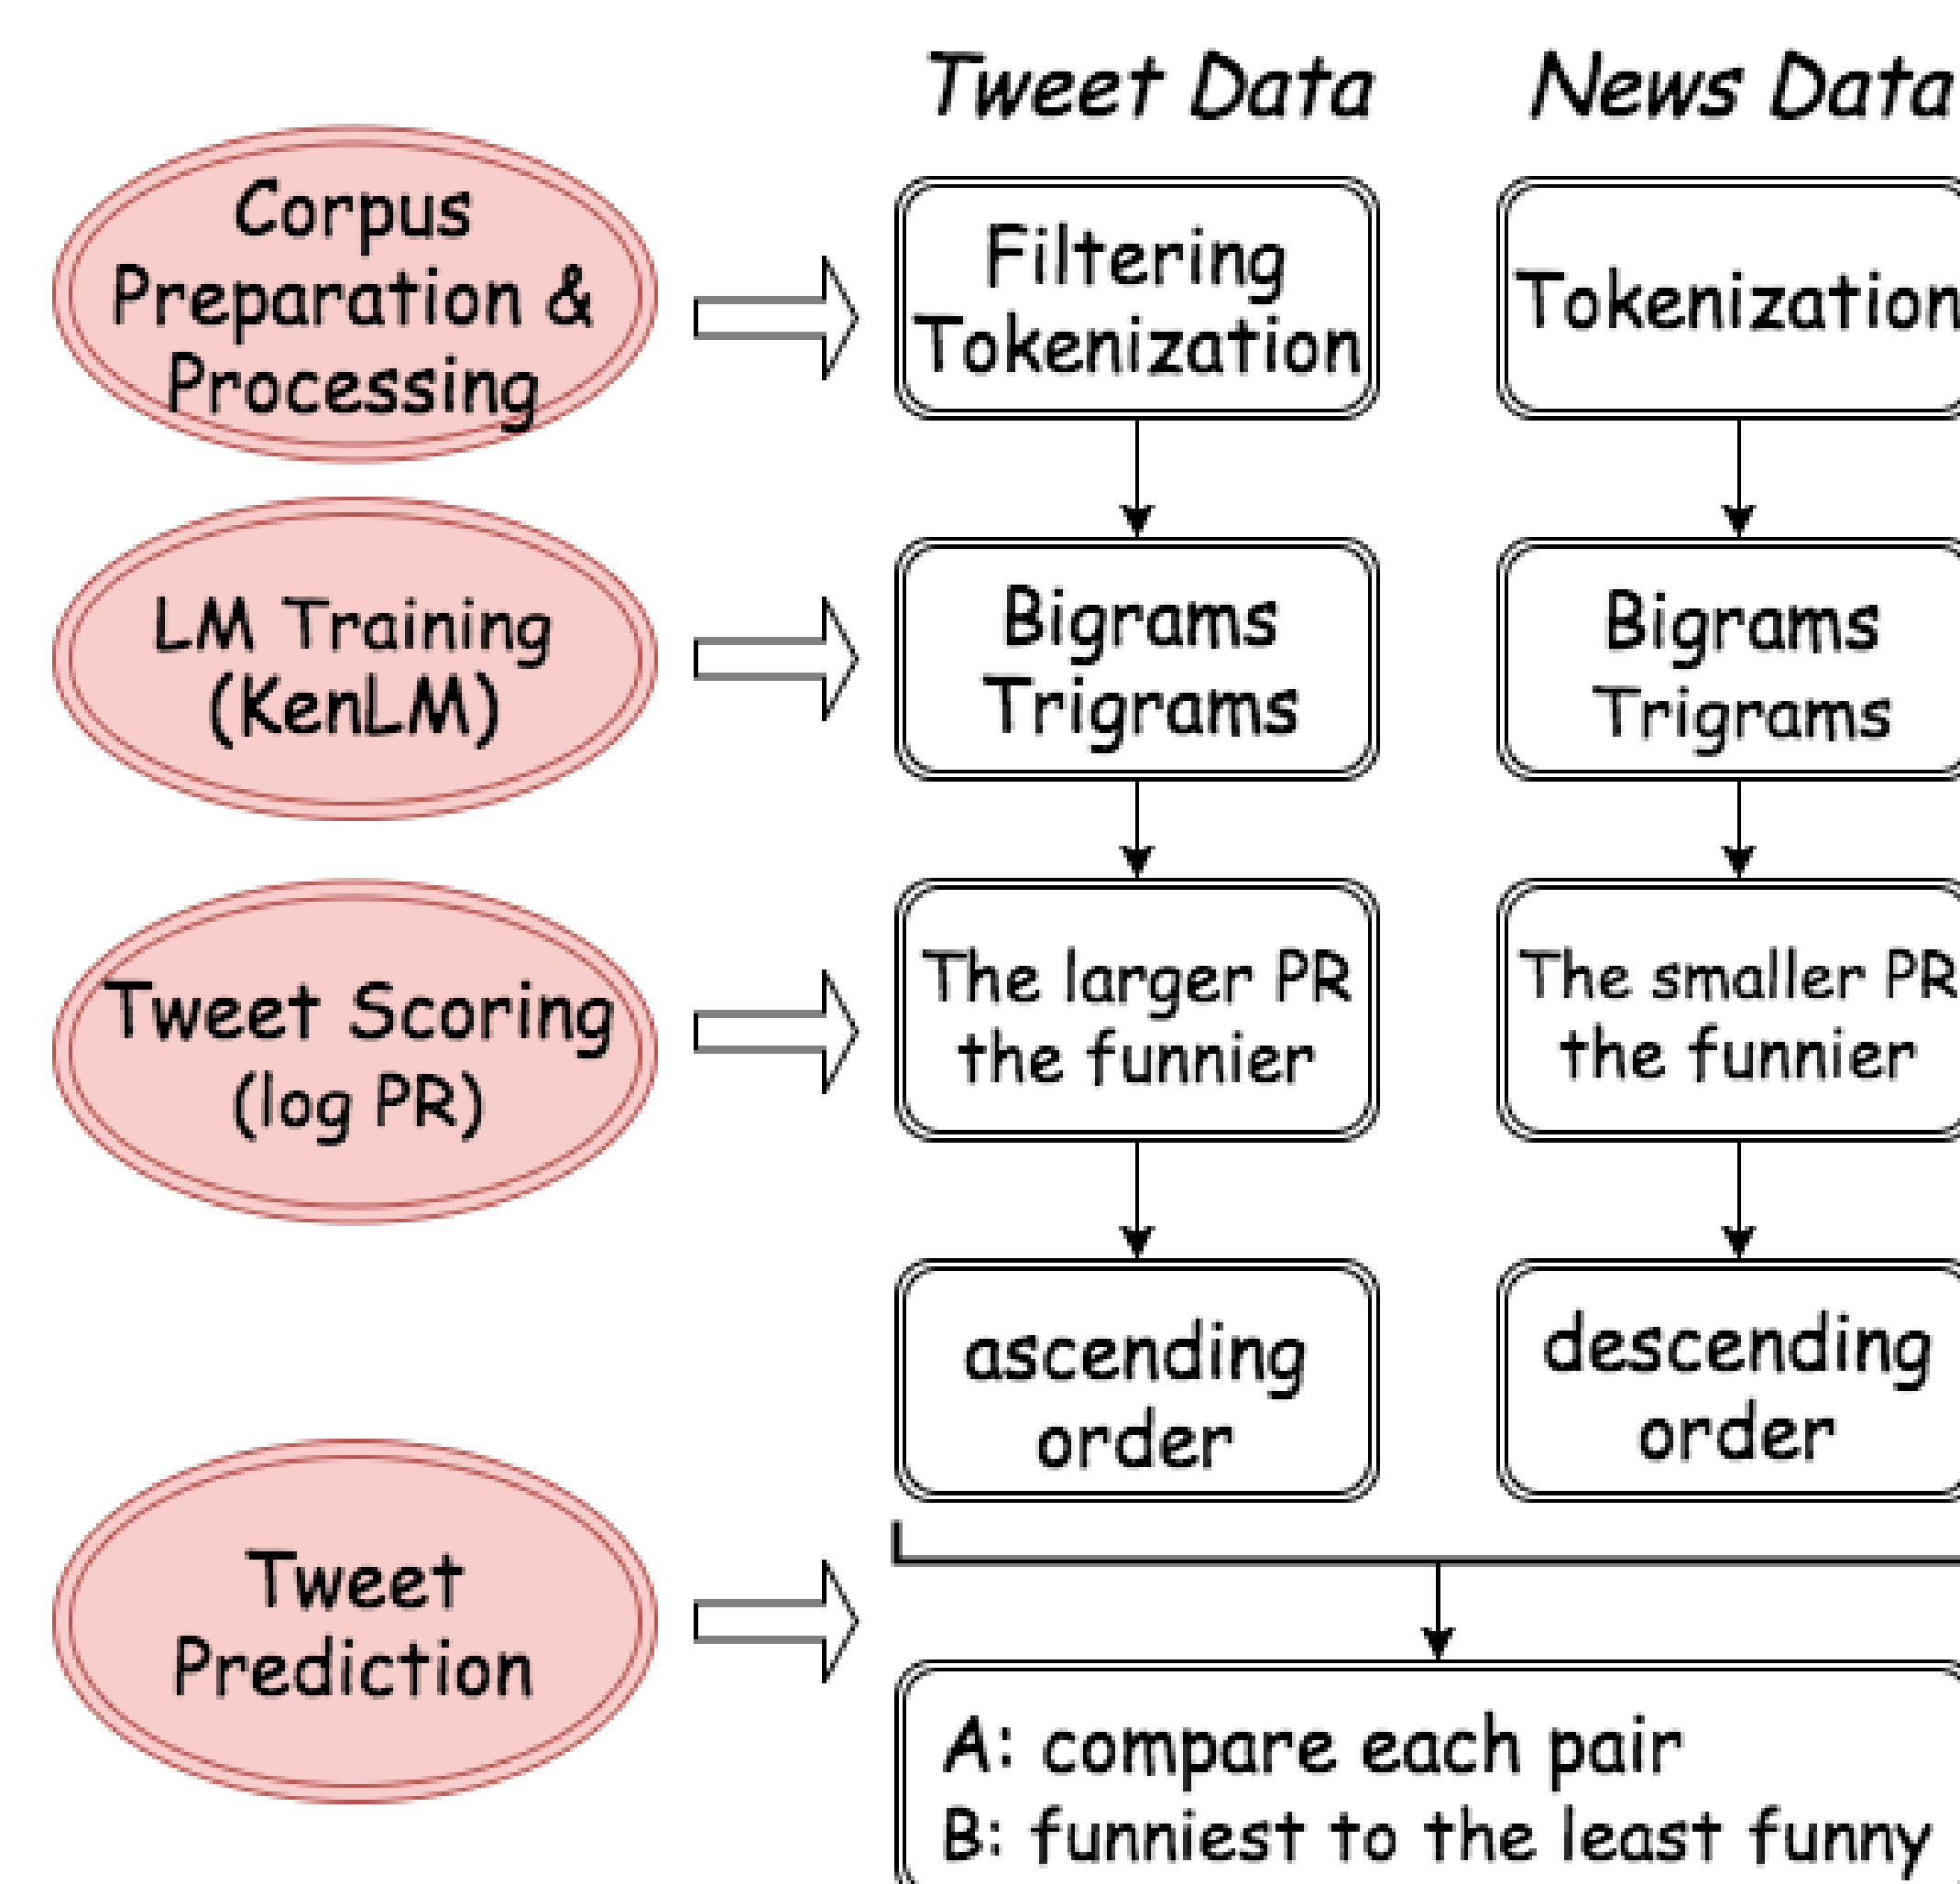 Tweet Data
News Data
Corpus
Preparation &
Processing
Filtering
Tokenization
Tokenization
LM Training
(KenLM)
Bigrams
Trigrams
Bigrams
Trigrams
Tweet Scoring
(log PR)
The larger PR
the funnier
The smaller PR
the funnier
ascending
order
descending
order
Tweet
Prediction
A: compare each pair
B: funniest to the least funny